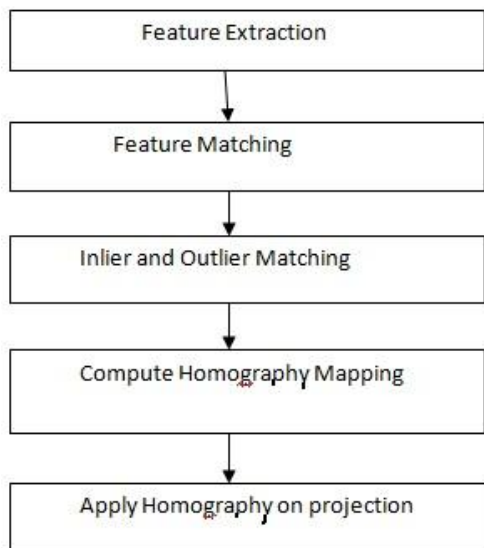 Feature Extraction
Feature Matching
Inlier and Outlier Matching
Compute Homography Mapping
Apply Homography on projection